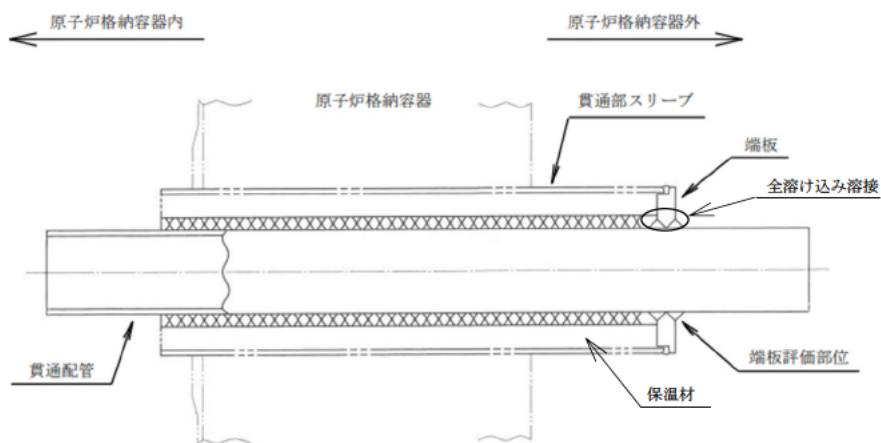 原子炉格納容器内
原子炉格納容器外
原子炉格納容器
貫通部スリーブ
端板
全溶け込み溶接
貫通配管
保温材
端板評価部位